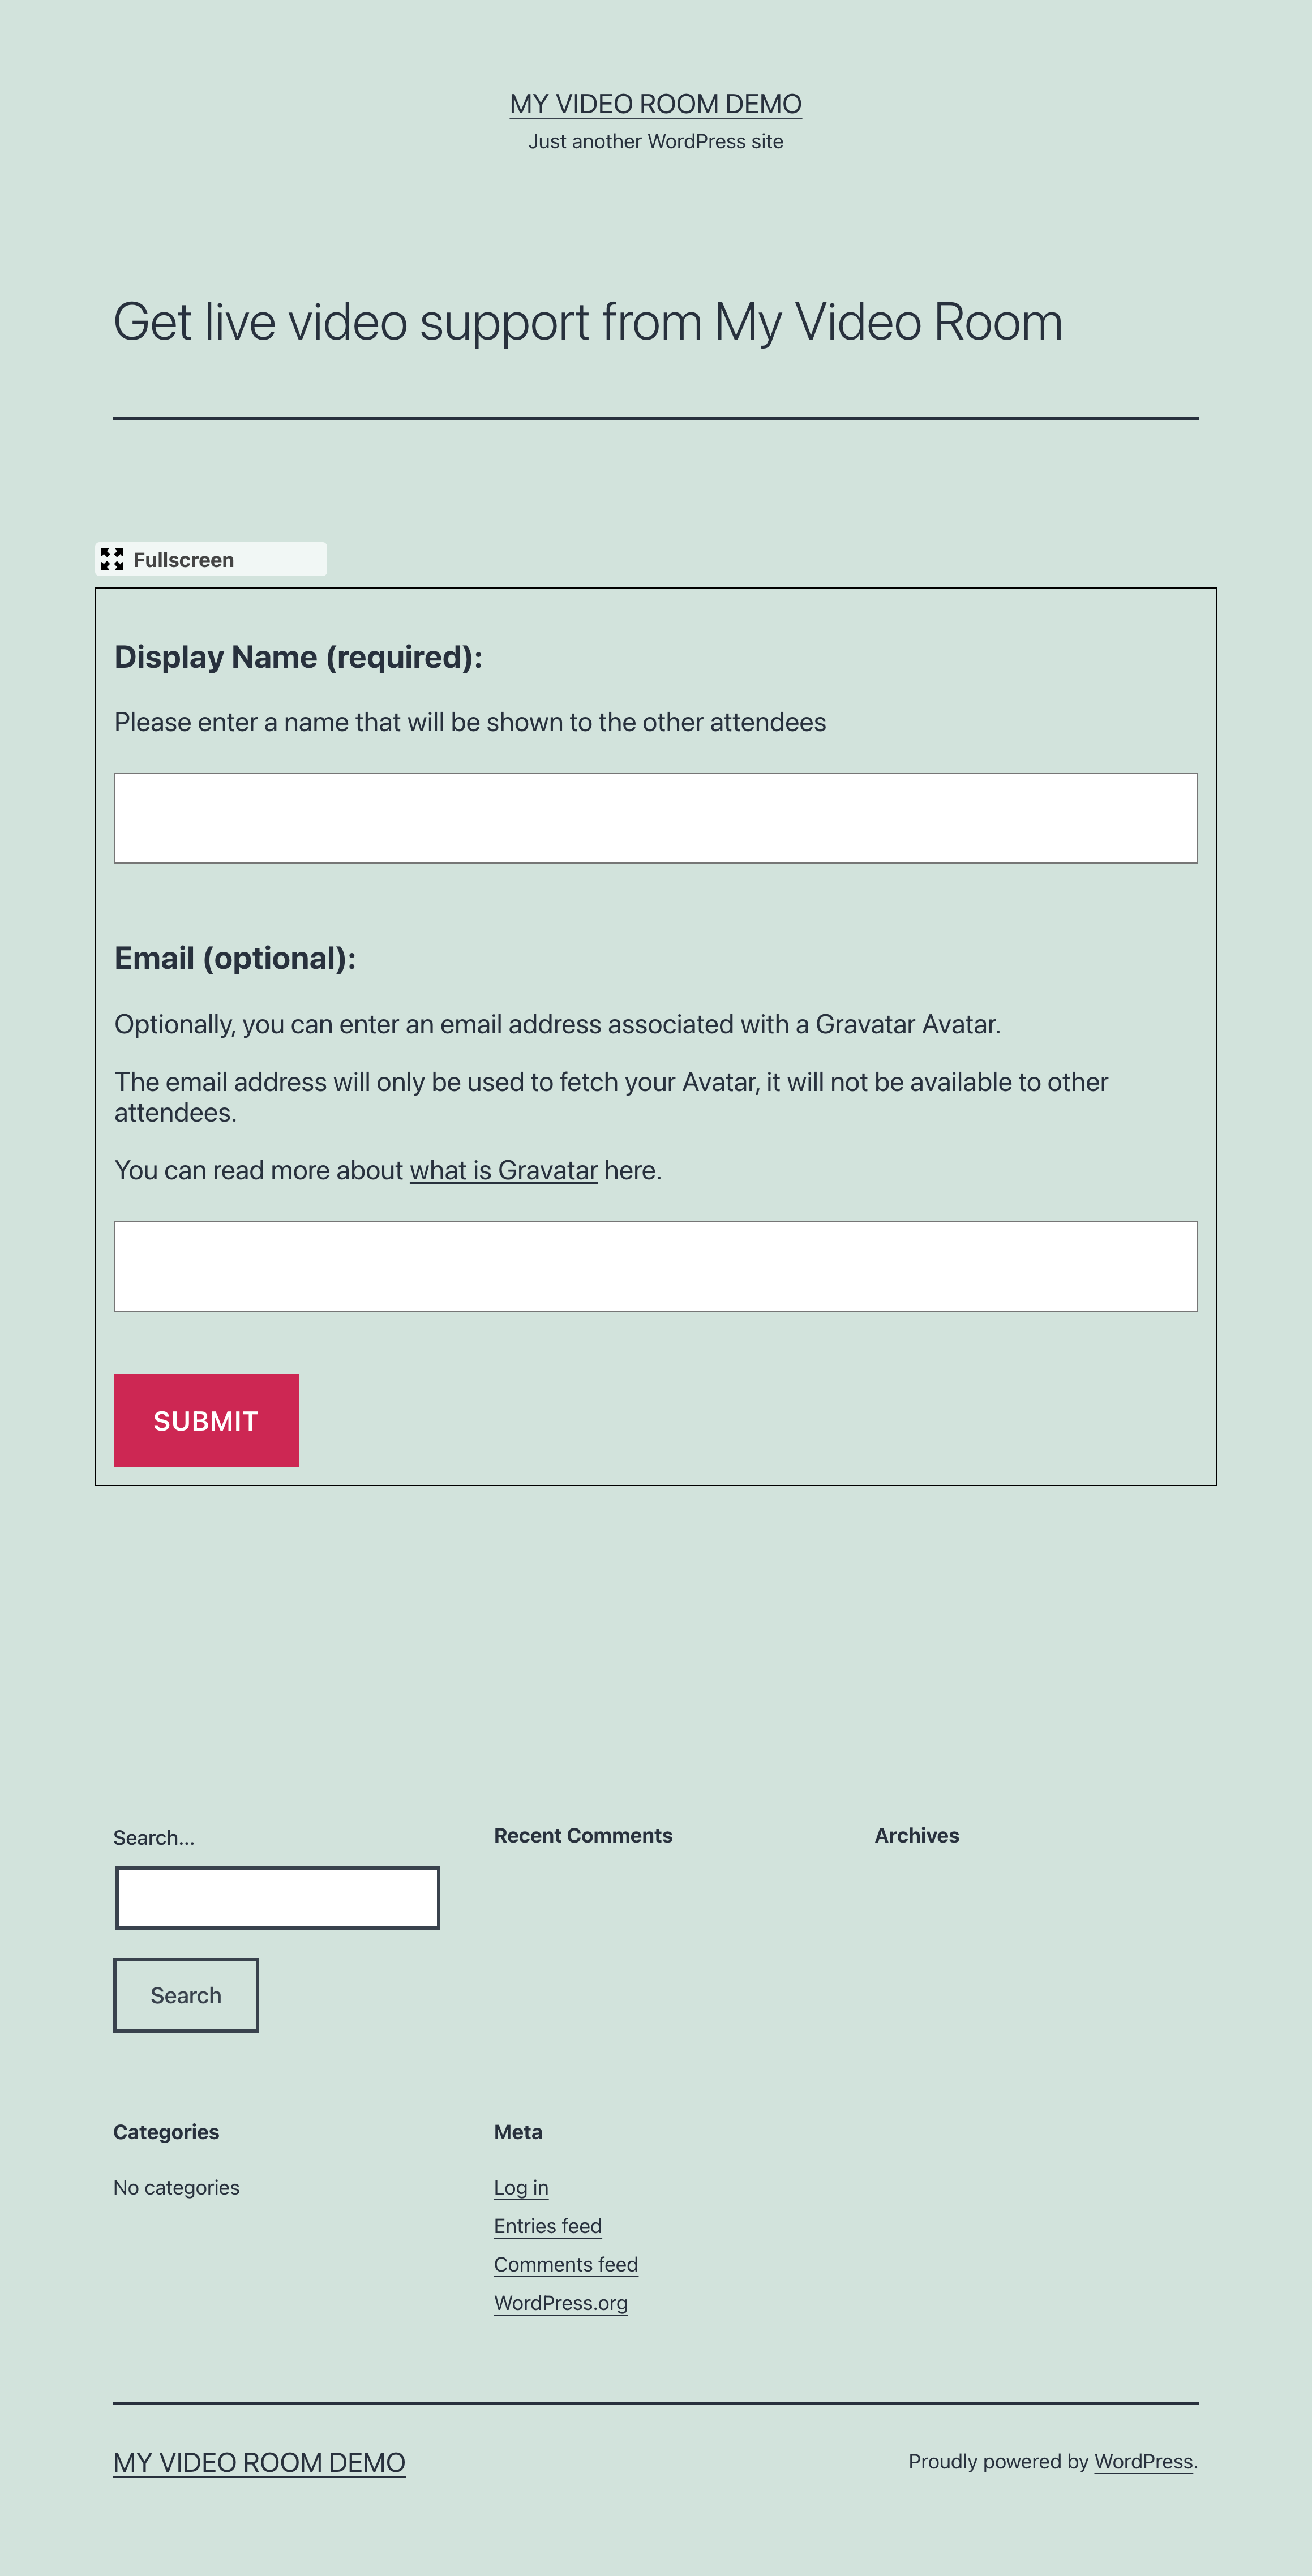 MY VIDEO ROOM DEMO
Just another WordPress site
Get live video support from My Video Room
Fullscreen
Display Name (required):
Please enter a name that will be shown to the other attendees
Email (optional):
Optionally, you can enter an email address associated with a Gravatar Avatar.
The email address will only be used to fetch your Avatar, it will not be available to other
attendees.
You can read more about what is Gravatar here.
SUBMIT
Search...
Search
Recent Comments
Archives
Categories
No categories
Meta
Log in
Entries feed
Comments feed
WordPress.org
MY VIDEO ROOM DEMO
Proudly powered by WordPress.